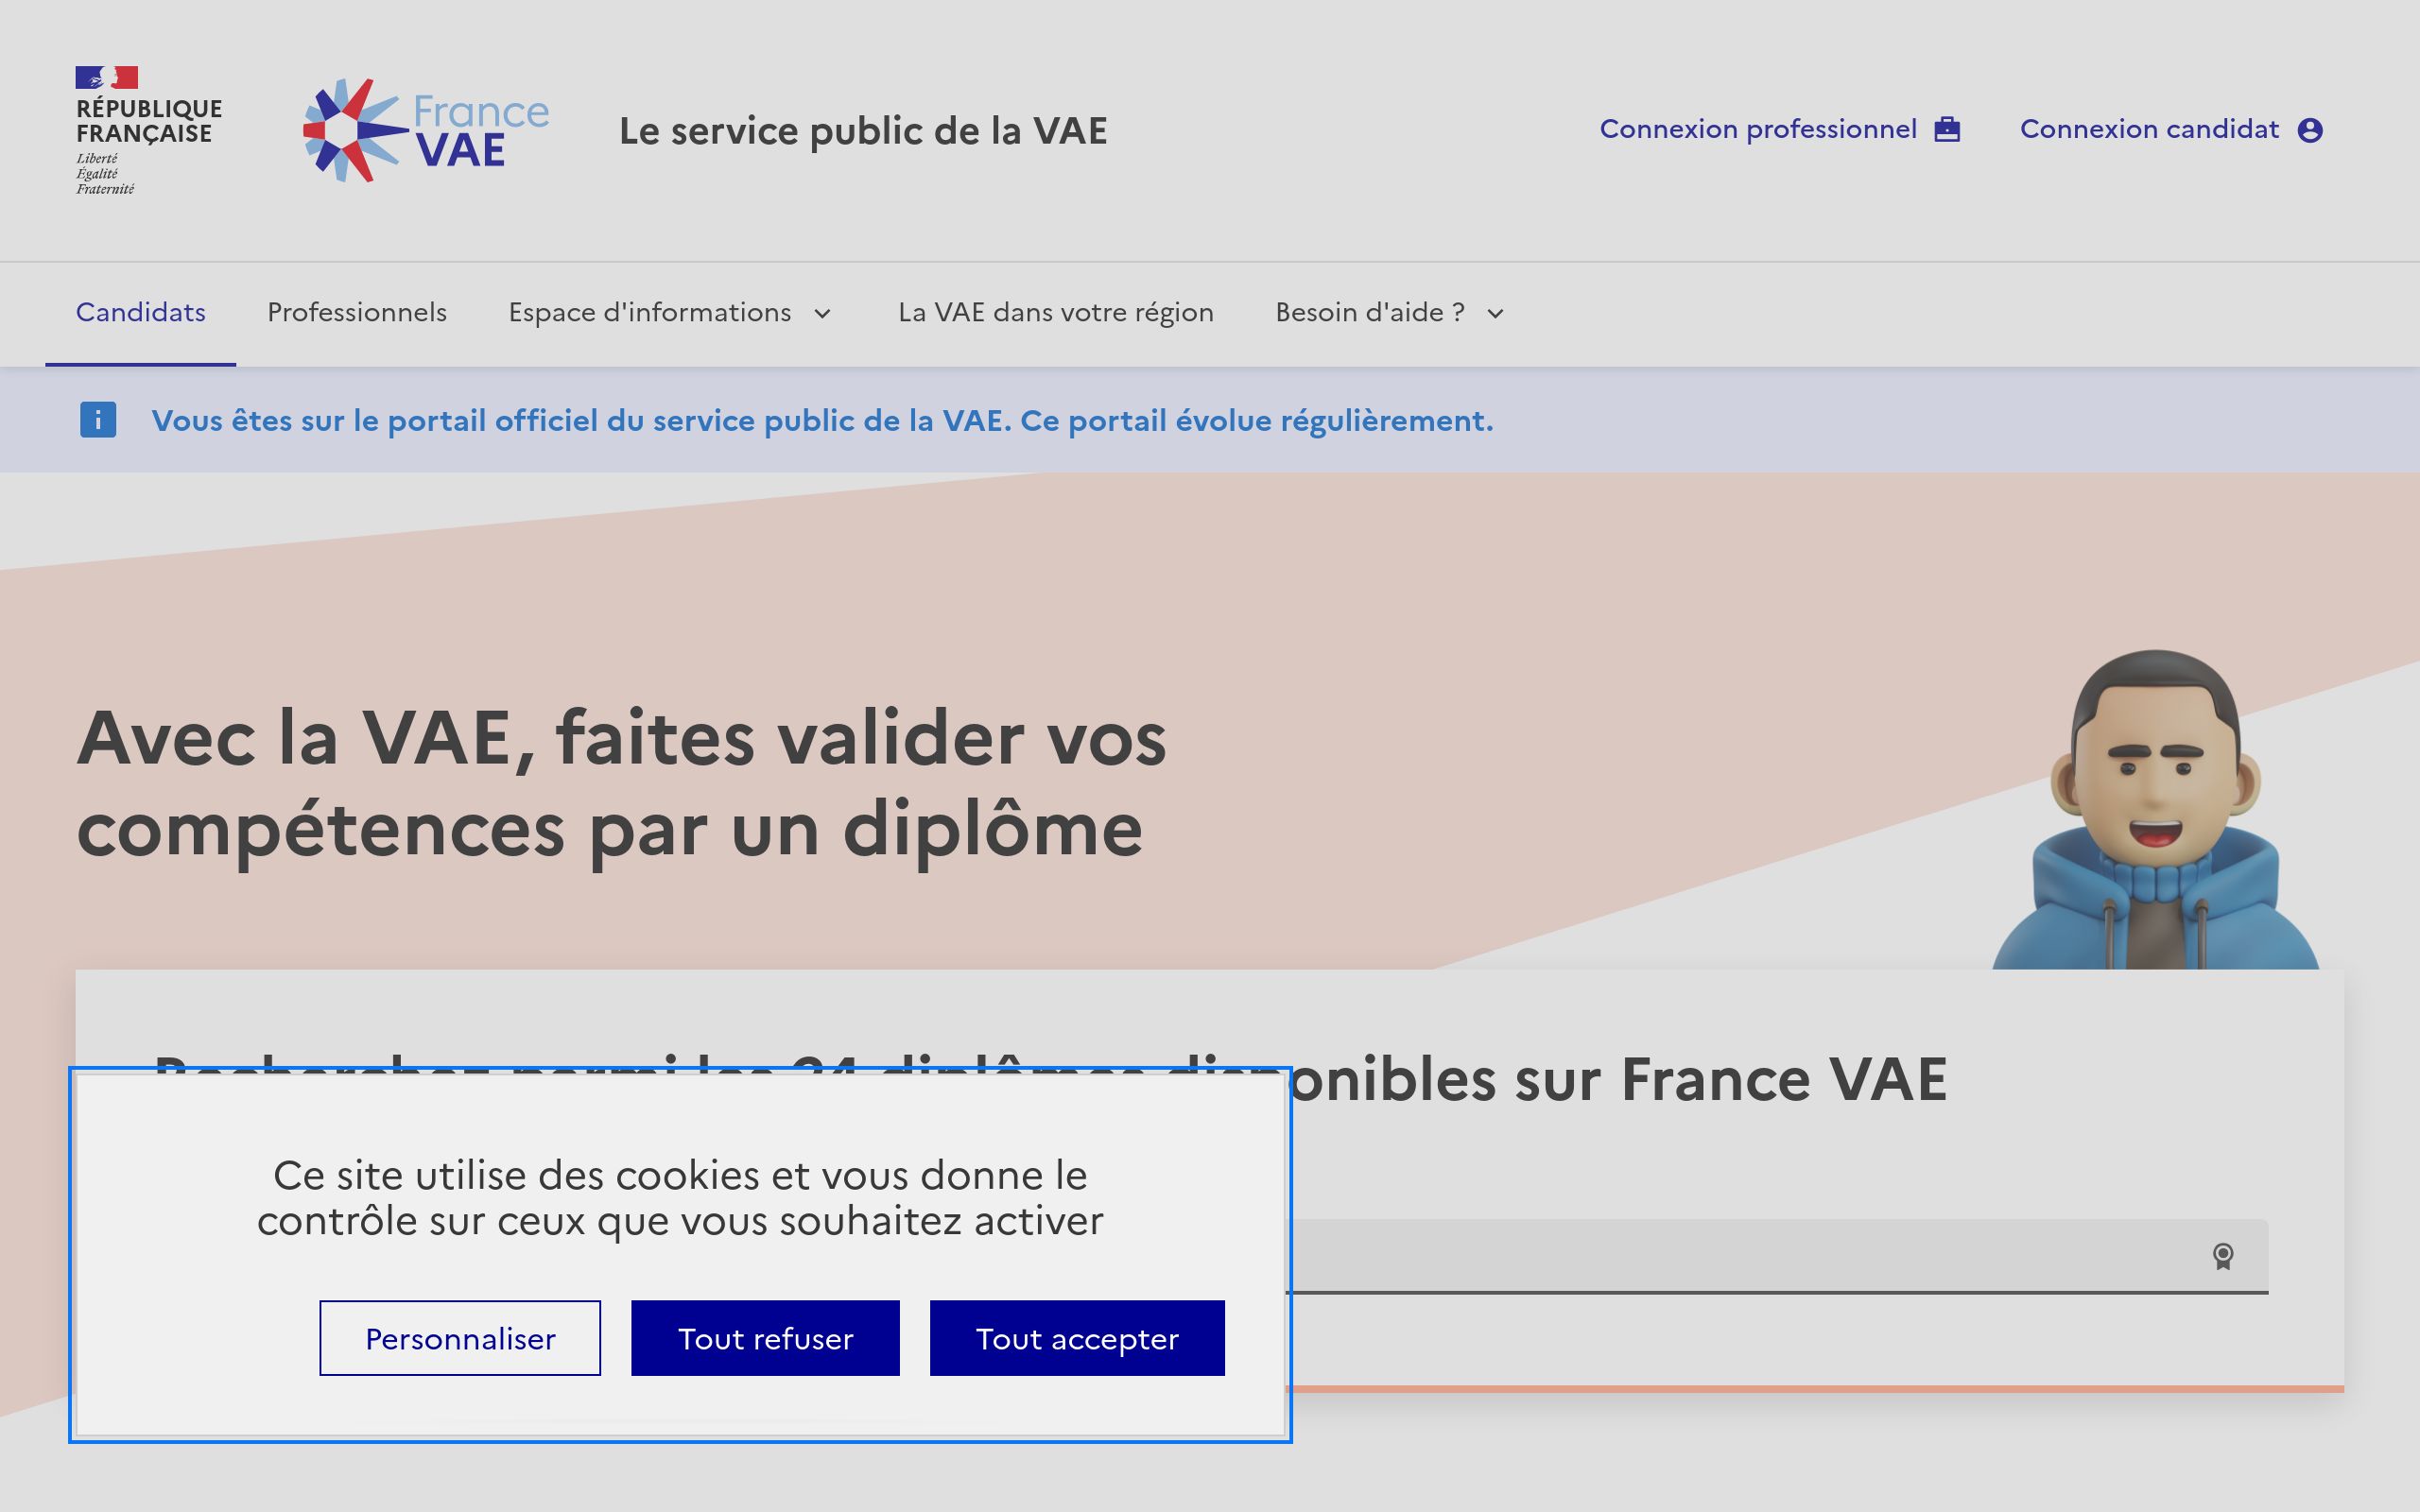 RÉPUBLIQUE
FRANÇAISE
Liberté
Égalité
Fraternité
France
VAE
Le service public de la VAE
Connexion professionnel
Connexion candidat
Candidats
Professionnels
Espace d'informations
La VAE dans votre région
Besoin d'aide ?
Vous êtes sur le portail officiel du service public de la VAE. Ce portail évolue régulièrement.
Avec la VAE, faites valider vos
compétences par un diplôme
diplômes disponibles sur France VAE
Ce site utilise des cookies et vous donne le
contrôle sur ceux que vous souhaitez activer
Personnaliser
Tout refuser
Tout accepter